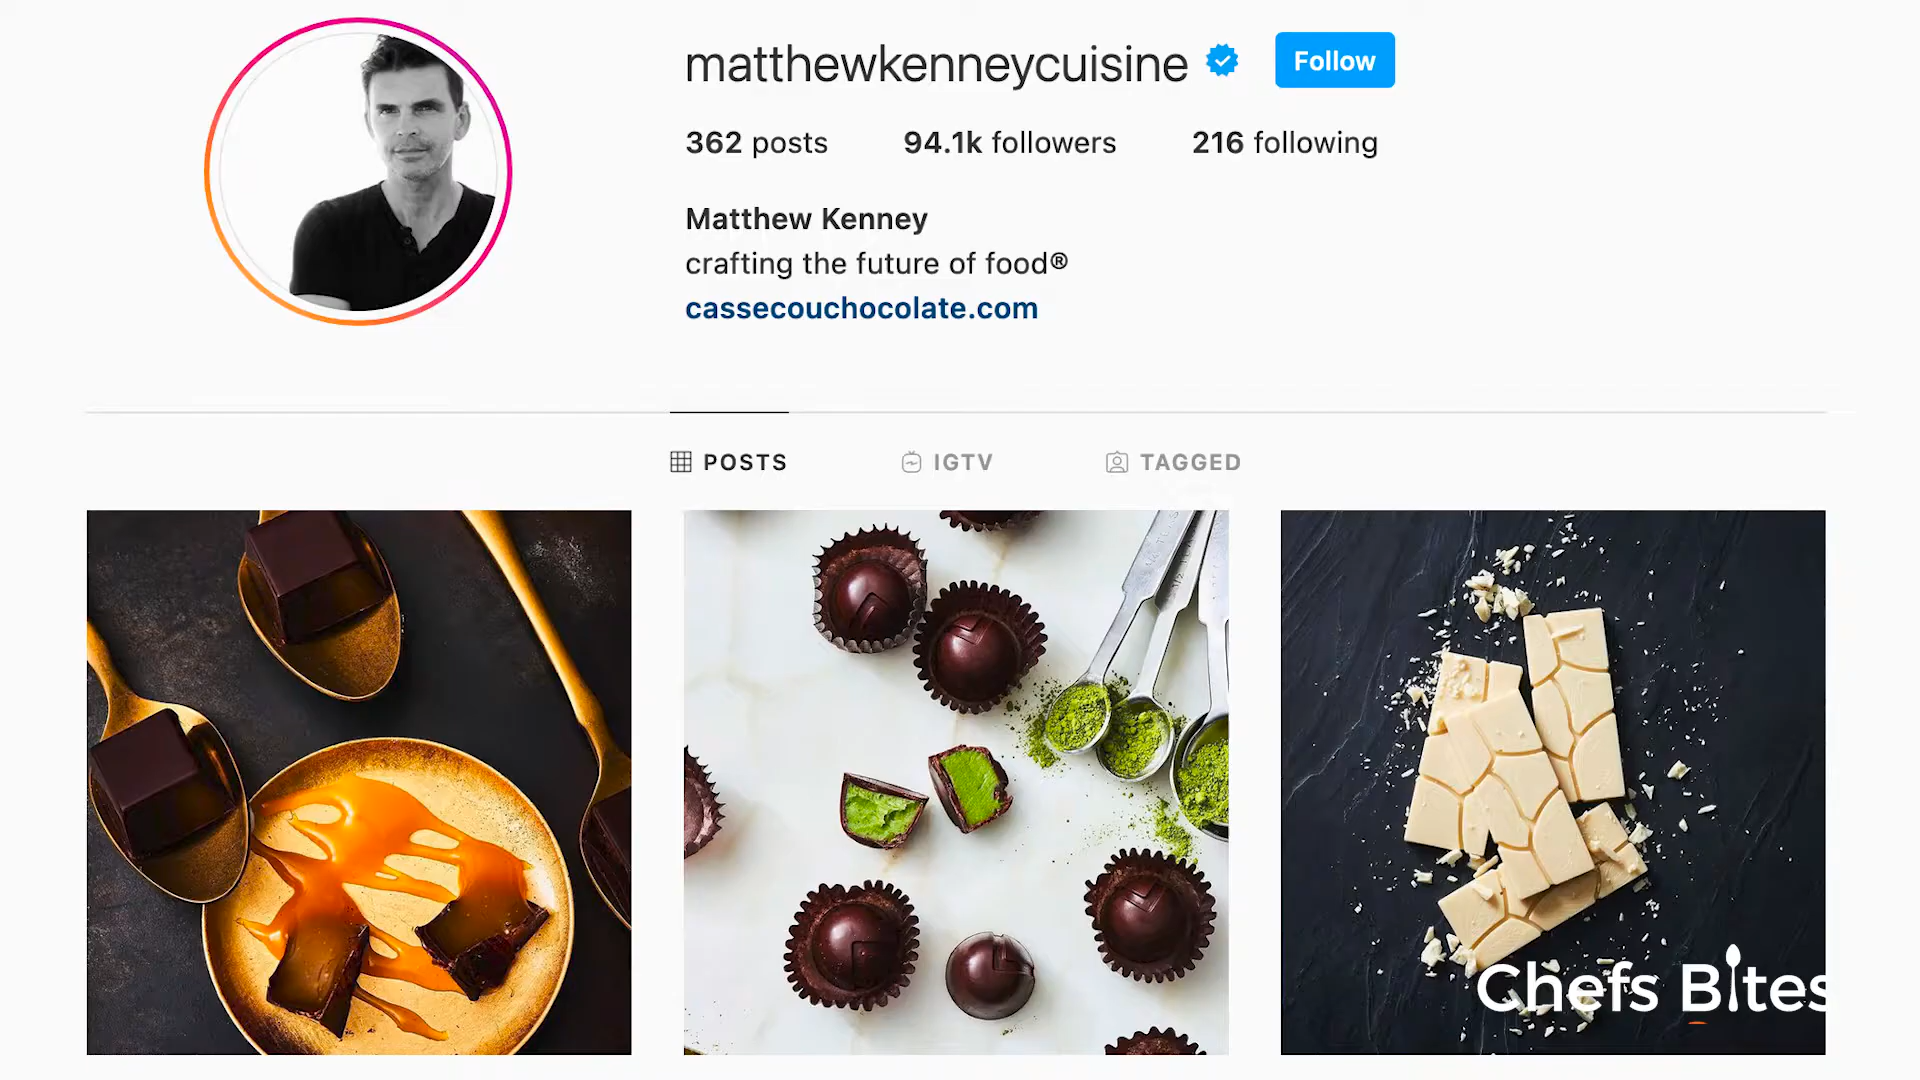 matthewkenneycuisine
Follow
362 posts 94.1k followers 216 following
Matthew Kenney
crafting the future of food®
cassecouchocolate.com
POSTS IGTV TAGGED
Chefs Bites